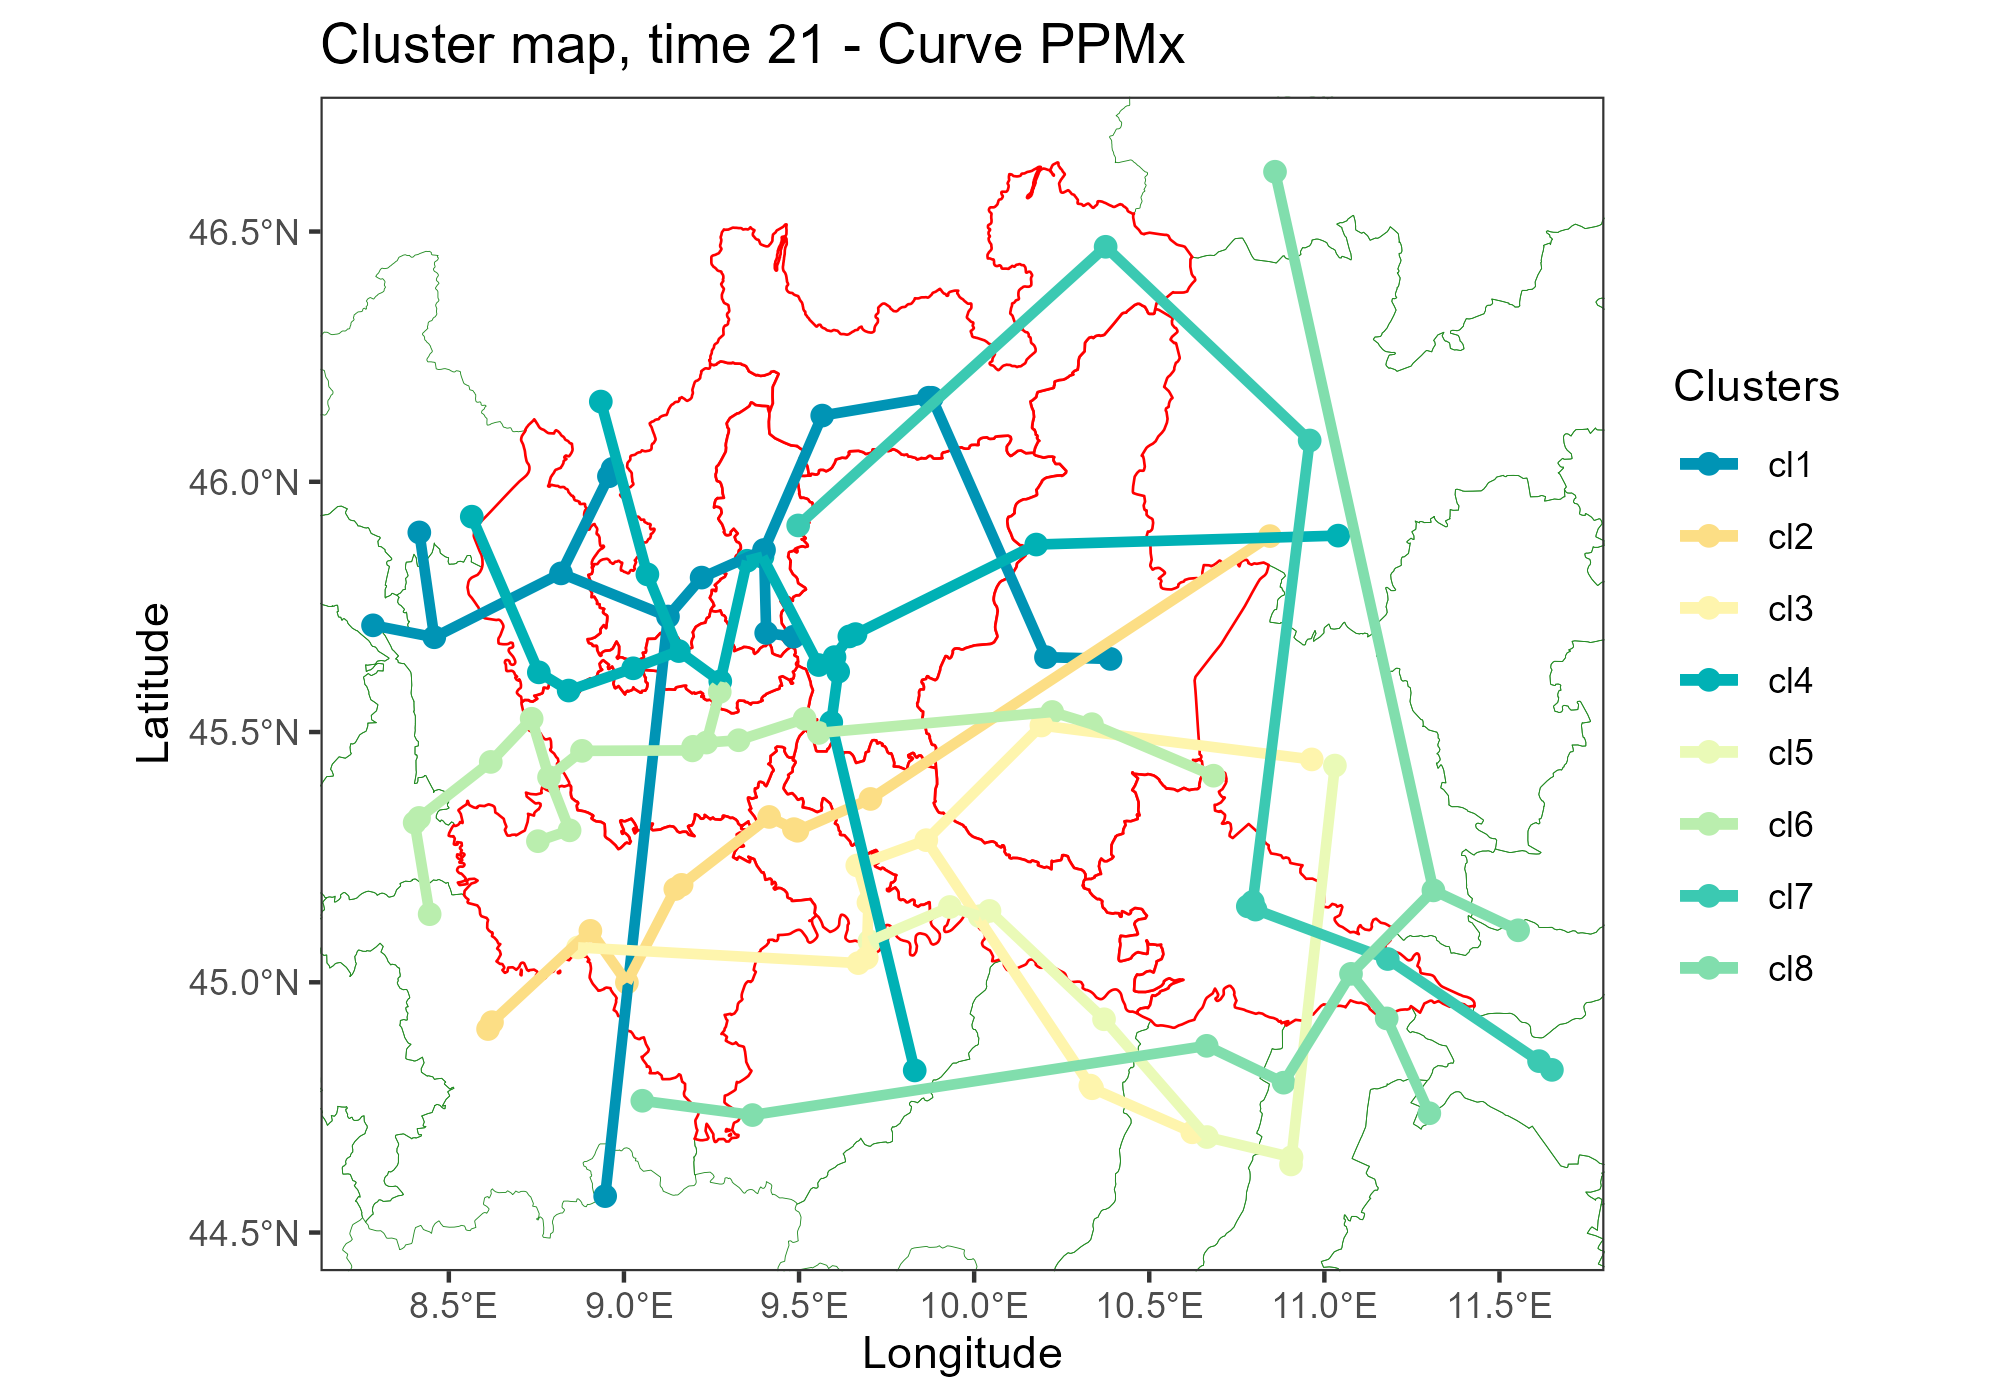 Cluster map, time 21 - Curve PPMx
46.5°N
46.0°N
45.5°N
45.0°N
44.5°N
Latitude
8.5°E
9.0°E
9.5°E
10.0°E
10.5°E
11.0°E
11.5°E
Longitude
Clusters
cl1
cl2
cl3
cl4
cl5
cl6
cl7
cl8